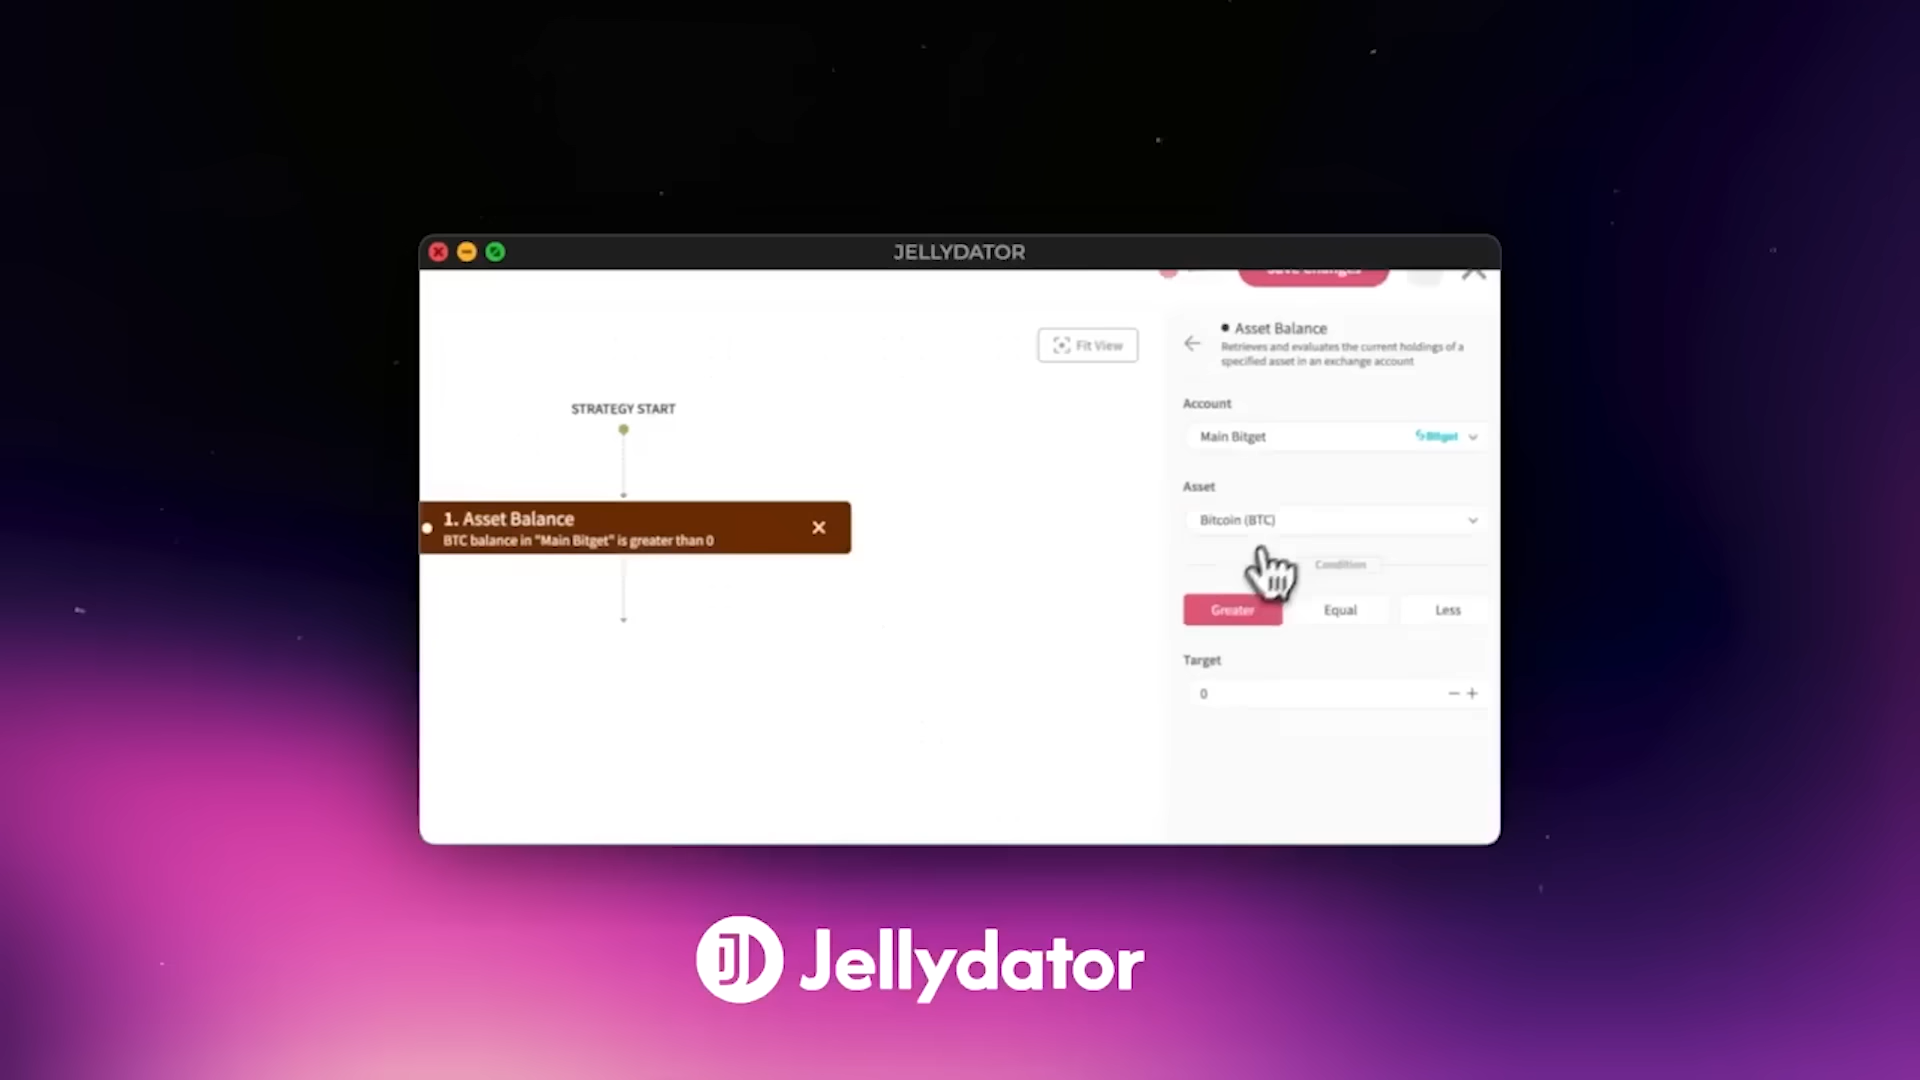 JELLYDATOR
Save Changes
Fit View
Asset Balance
Retrieves and evaluates the current holdings of a
specified asset in an exchange account
STRATEGY START
Account
Main Bitget
Bitget
Asset
1. Asset Balance
BTC balance in "Main Bitget" is greater than 0
Bitcoin (BTC)
Condition
Greater
Equal
Less
Target
0
Jellydator